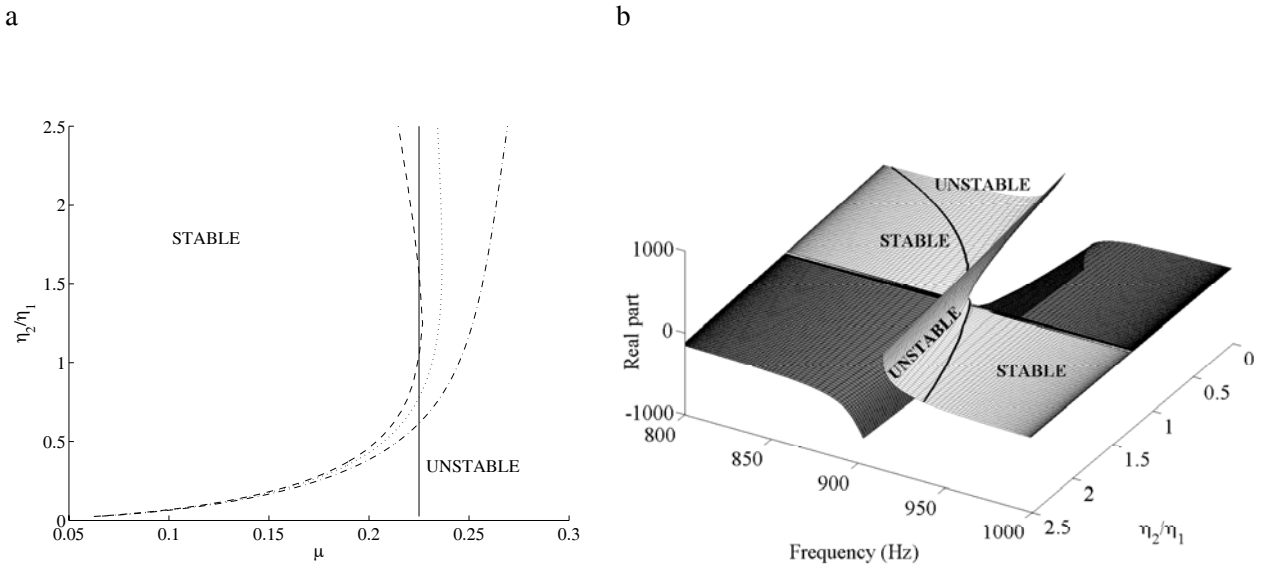 a
b
2.5
2
1.5
1
0.5
0
η2/η1
STABLE
UNSTABLE
0.05
0.1
0.15
0.2
0.25
0.3
μ
UNSTABLE
STABLE
UNSTABLE
STABLE
1000
0
-1000
Real part
800
850
900
950
1000
Frequency (Hz)
0
0.5
1
1.5
2
2.5
η2/η1